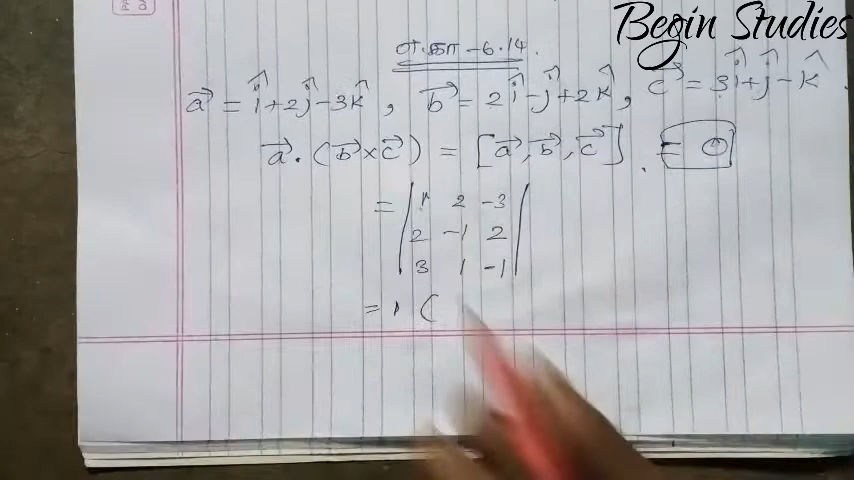 Begin Studies
எ.கா - 6.14.
a⃗ = î+2ĵ-3k̂, b⃗ = 2î-ĵ+2k̂, c⃗ = 3î+ĵ-k̂.
a⃗.(b⃗×c⃗) = [a⃗,b⃗,c⃗]. = 0
= | 1 2 -3
2 -1 2
3 1 -1 |
= 1 (